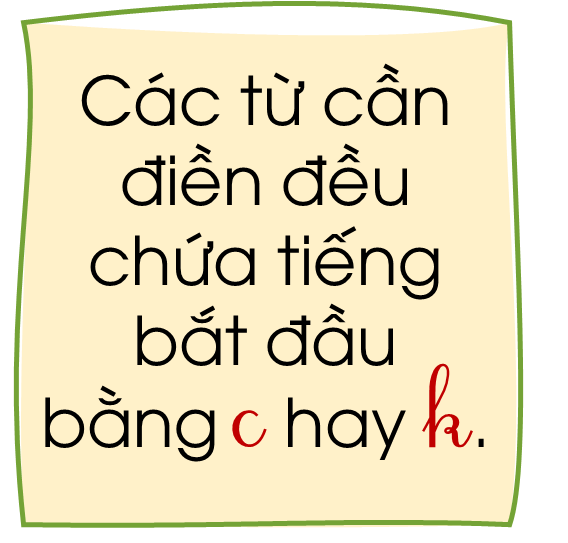 Các từ cần
điền đều
chứa tiếng
bắt đầu
bằng c hay k.